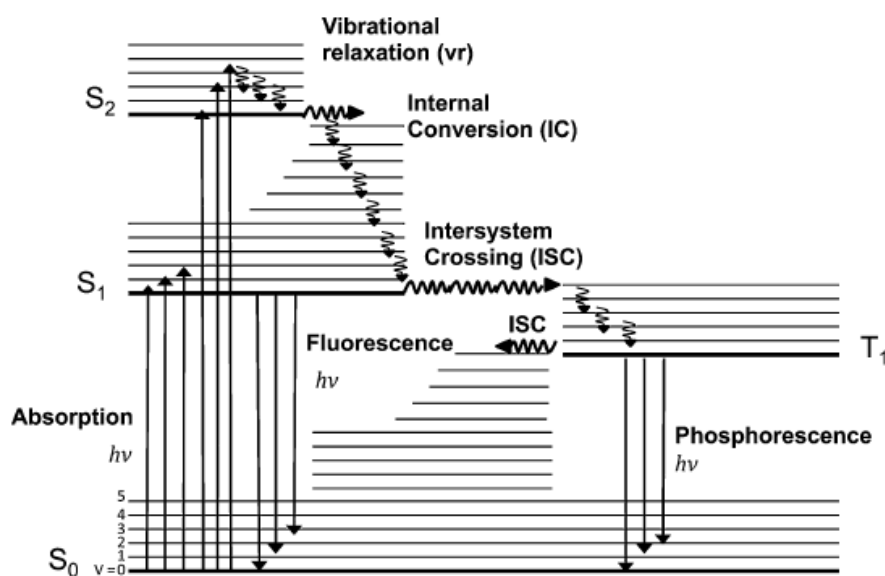 Vibrational
relaxation (vr)
S2
Internal
Conversion (IC)
Intersystem
Crossing (ISC)
S1
ISC
Fluorescence
hν
T1
Absorption
hν
Phosphorescence
hν
5
4
3
2
1
S0
v=0